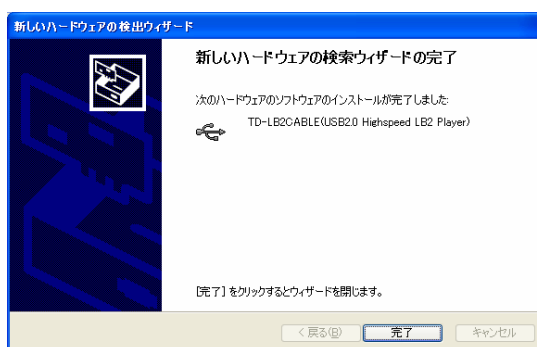 新しいハードウェアの検出ウィザード
新しいハードウェアの検索ウィザードの完了
次のハードウェアのソフトウェアのインストールが完了しました:
TD-LB2CABLE(USB2.0 Highspeed LB2 Player)
[完了] をクリックするとウィザードを閉じます。
< 戻る(B)
完了
キャンセル